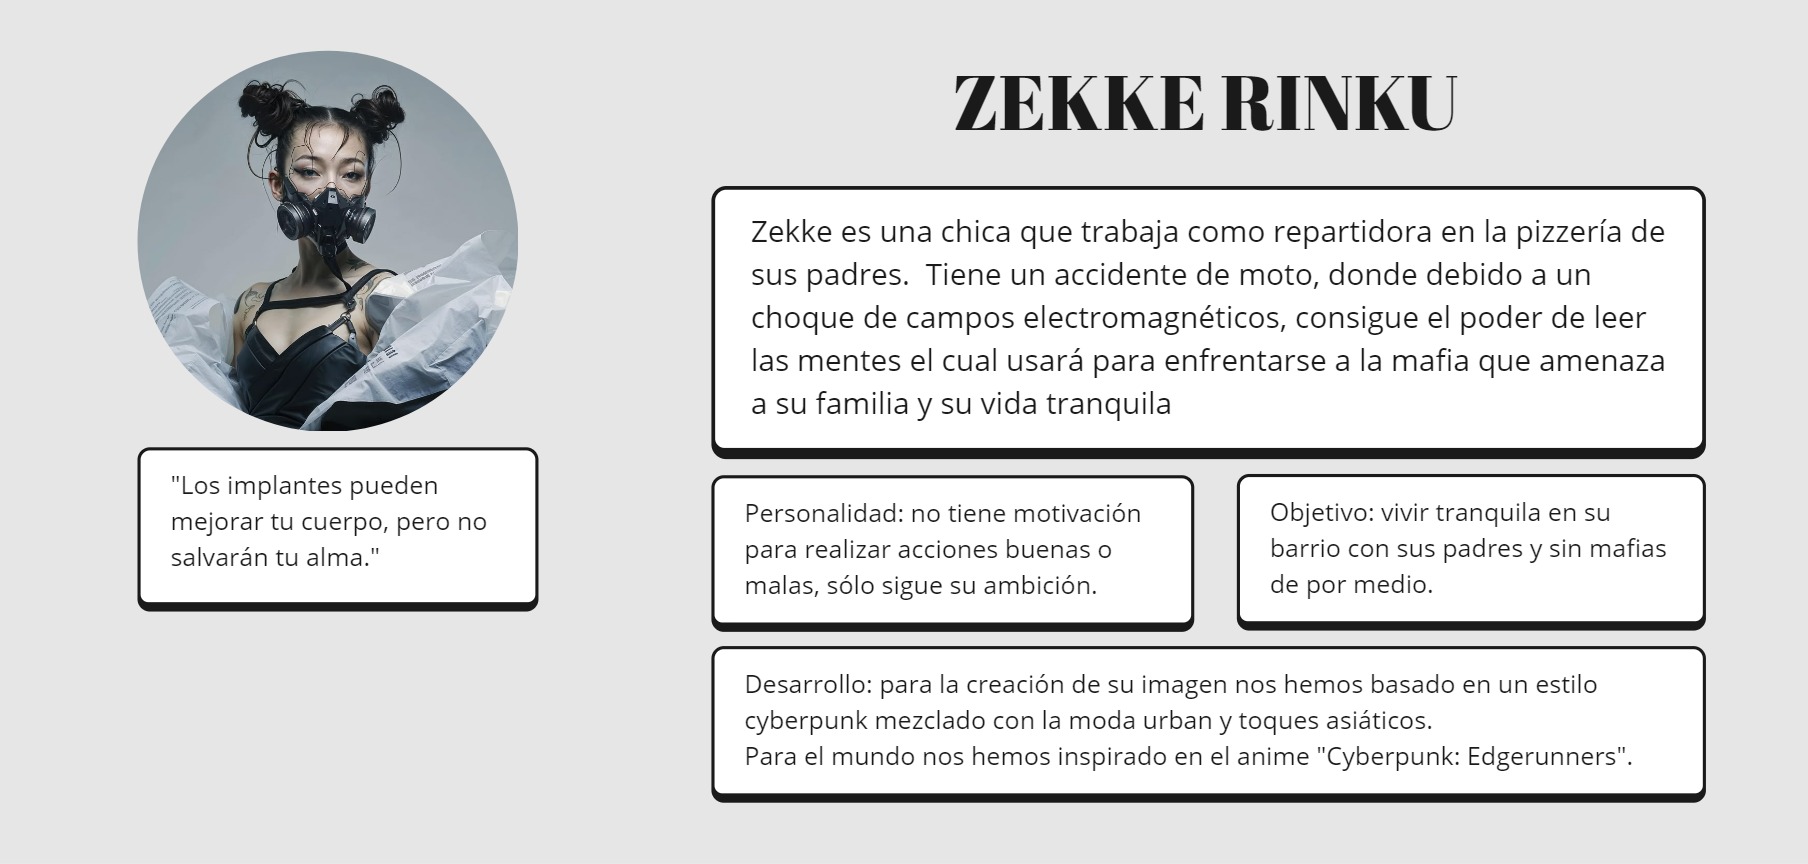 ZEKKE RINKU
Zekke es una chica que trabaja como repartidora en la pizzería de
sus padres.  Tiene un accidente de moto, donde debido a un
choque de campos electromagnéticos, consigue el poder de leer
las mentes el cual usará para enfrentarse a la mafia que amenaza
a su familia y su vida tranquila
"Los implantes pueden
mejorar tu cuerpo, pero no
salvarán tu alma."
Personalidad: no tiene motivación
para realizar acciones buenas o
malas, sólo sigue su ambición.
Objetivo: vivir tranquila en su
barrio con sus padres y sin mafias
de por medio.
Desarrollo: para la creación de su imagen nos hemos basado en un estilo
cyberpunk mezclado con la moda urban y toques asiáticos.
Para el mundo nos hemos inspirado en el anime "Cyberpunk: Edgerunners".